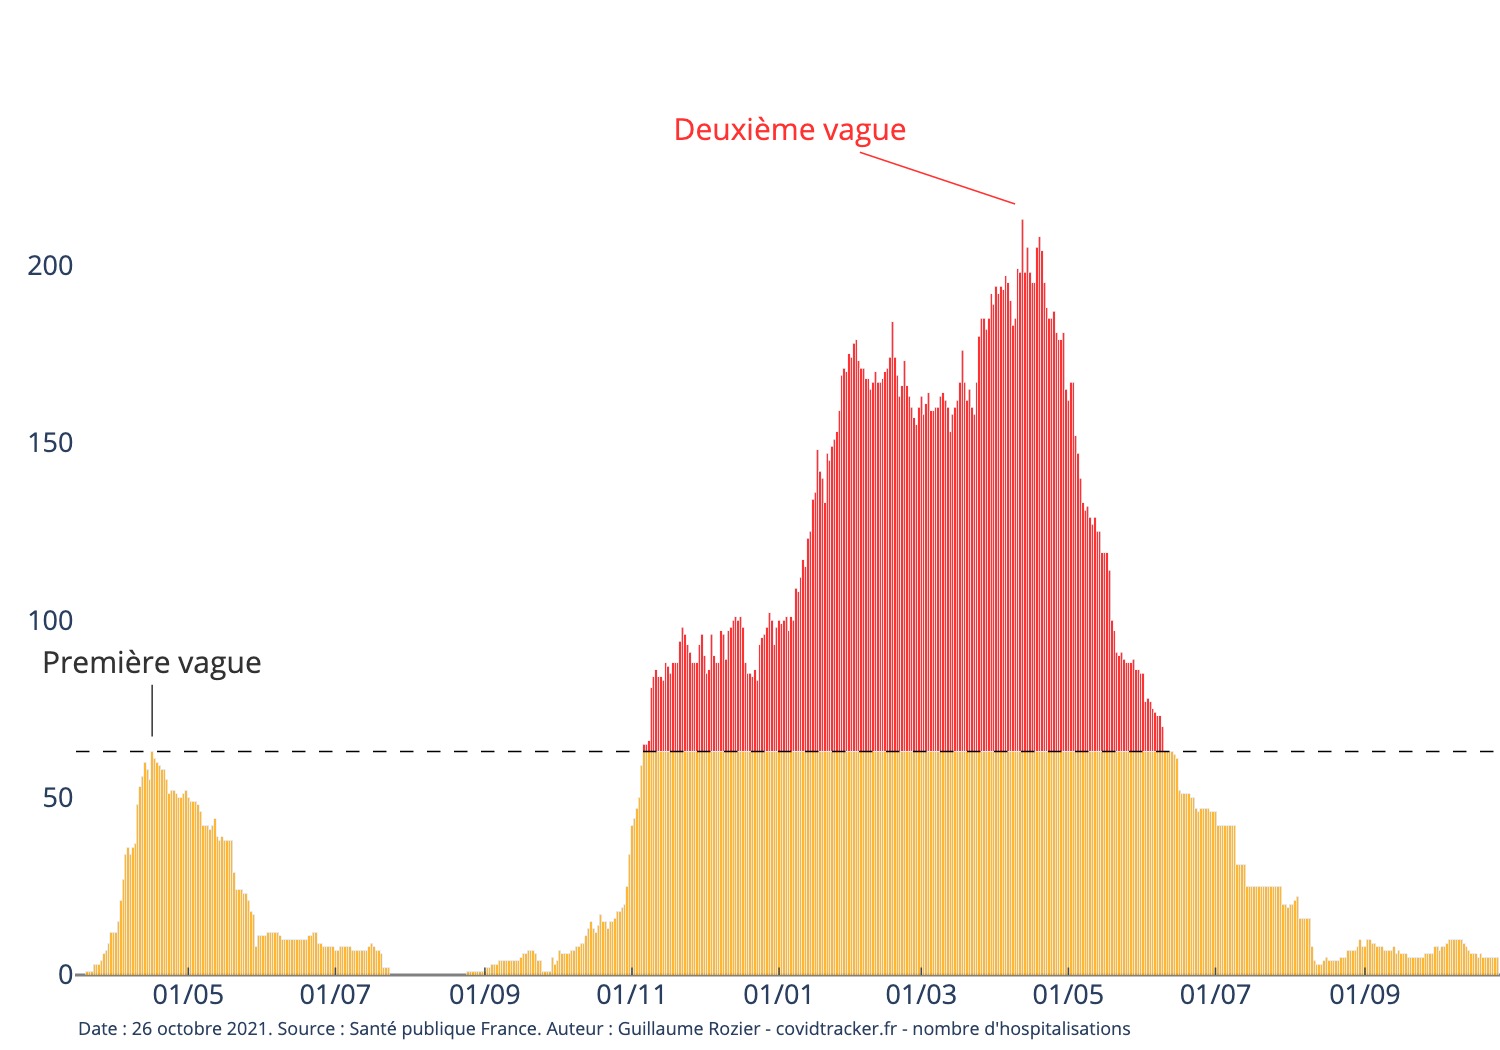 Deuxième vague
200
150
100
Première vague
50
0
01/05 01/07 01/09 01/11 01/01 01/03 01/05 01/07 01/09
Date : 26 octobre 2021. Source : Santé publique France. Auteur : Guillaume Rozier - covidtracker.fr - nombre d'hospitalisations